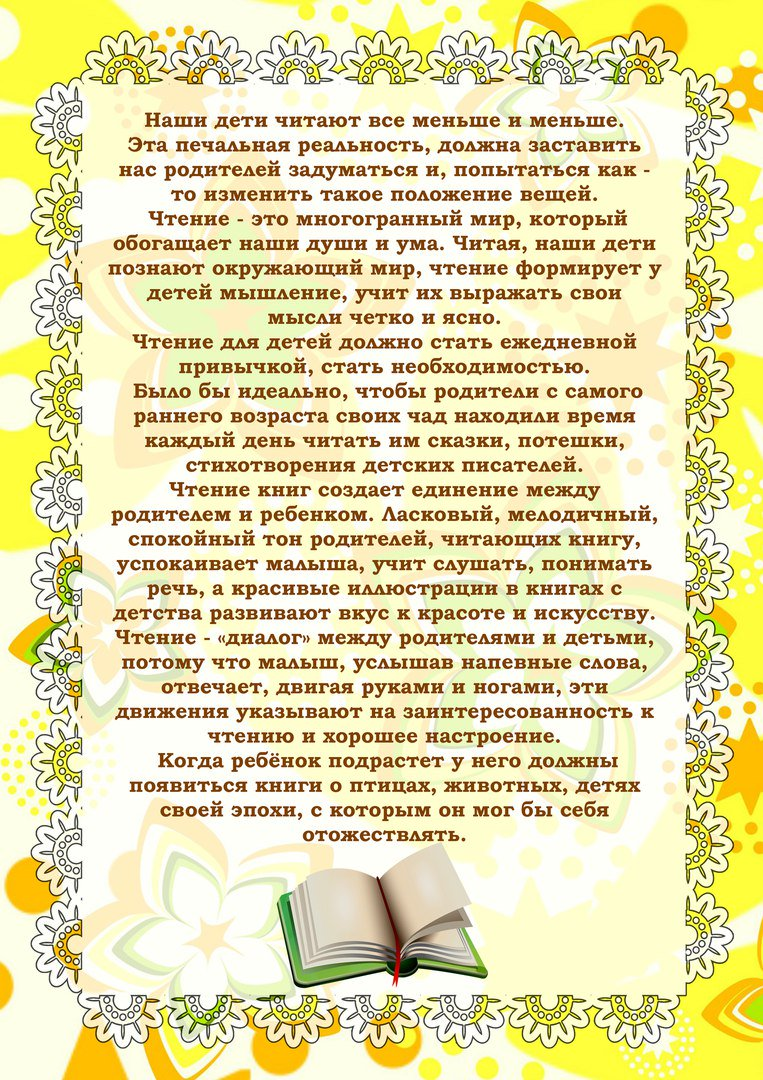 Наши дети читают все меньше и меньше.
Эта печальная реальность, должна заставить
нас родителей задуматься и, попытаться как -
то изменить такое положение вещей.
Чтение - это многогранный мир, который
обогащает наши души и ума. Читая, наши дети
познают окружающий мир, чтение формирует у
детей мышление, учит их выражать свои
мысли четко и ясно.
Чтение для детей должно стать ежедневной
привычкой, стать необходимостью.
Было бы идеально, чтобы родители с самого
раннего возраста своих чад находили время
каждый день читать им сказки, потешки,
стихотворения детских писателей.
Чтение книг создает единение между
родителем и ребенком. Ласковый, мелодичный,
спокойный тон родителей, читающих книгу,
успокаивает малыша, учит слушать, понимать
речь, а красивые иллюстрации в книгах с
детства развивают вкус к красоте и искусству.
Чтение - «диалог» между родителями и детьми,
потому что малыш, услышав напевные слова,
отвечает, двигая руками и ногами, эти
движения указывают на заинтересованность к
чтению и хорошее настроение.
Когда ребёнок подрастет у него должны
появиться книги о птицах, животных, детях
своей эпохи, с которым он мог бы себя
отожествлять.